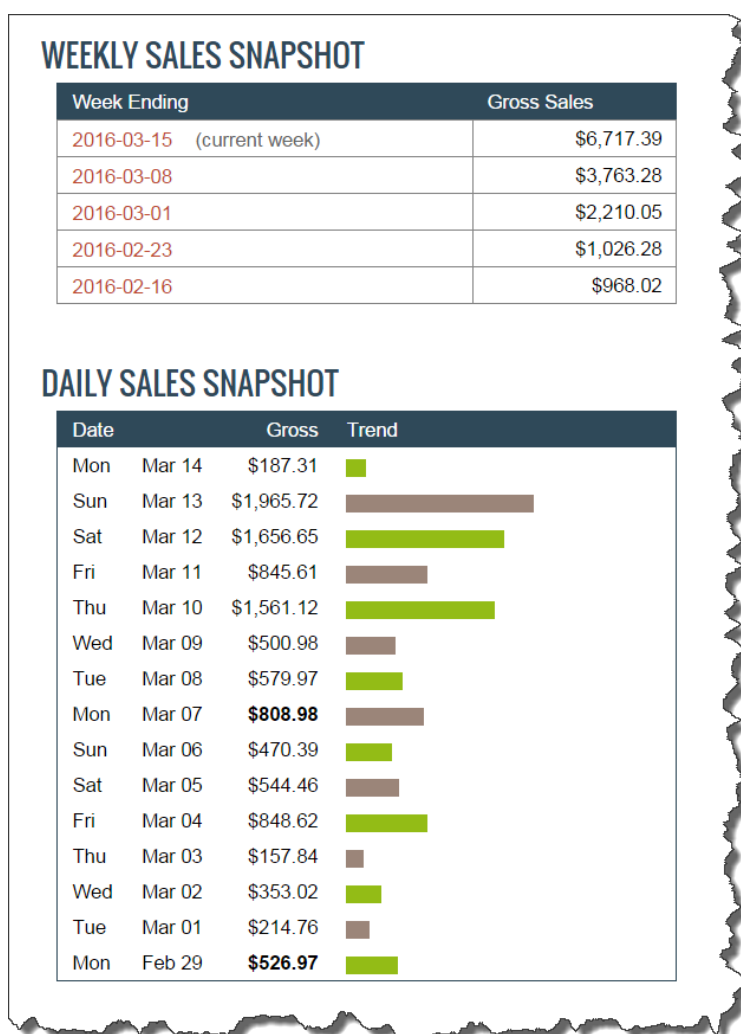 WEEKLY SALES SNAPSHOT
Week Ending Gross Sales
2016-03-15 (current week) $6,717.39
2016-03-08 $3,763.28
2016-03-01 $2,210.05
2016-02-23 $1,026.28
2016-02-16 $968.02
DAILY SALES SNAPSHOT
Date Gross Trend
Mon Mar 14 $187.31
Sun Mar 13 $1,965.72
Sat Mar 12 $1,656.65
Fri Mar 11 $845.61
Thu Mar 10 $1,561.12
Wed Mar 09 $500.98
Tue Mar 08 $579.97
Mon Mar 07 $808.98
Sun Mar 06 $470.39
Sat Mar 05 $544.46
Fri Mar 04 $848.62
Thu Mar 03 $157.84
Wed Mar 02 $353.02
Tue Mar 01 $214.76
Mon Feb 29 $526.97